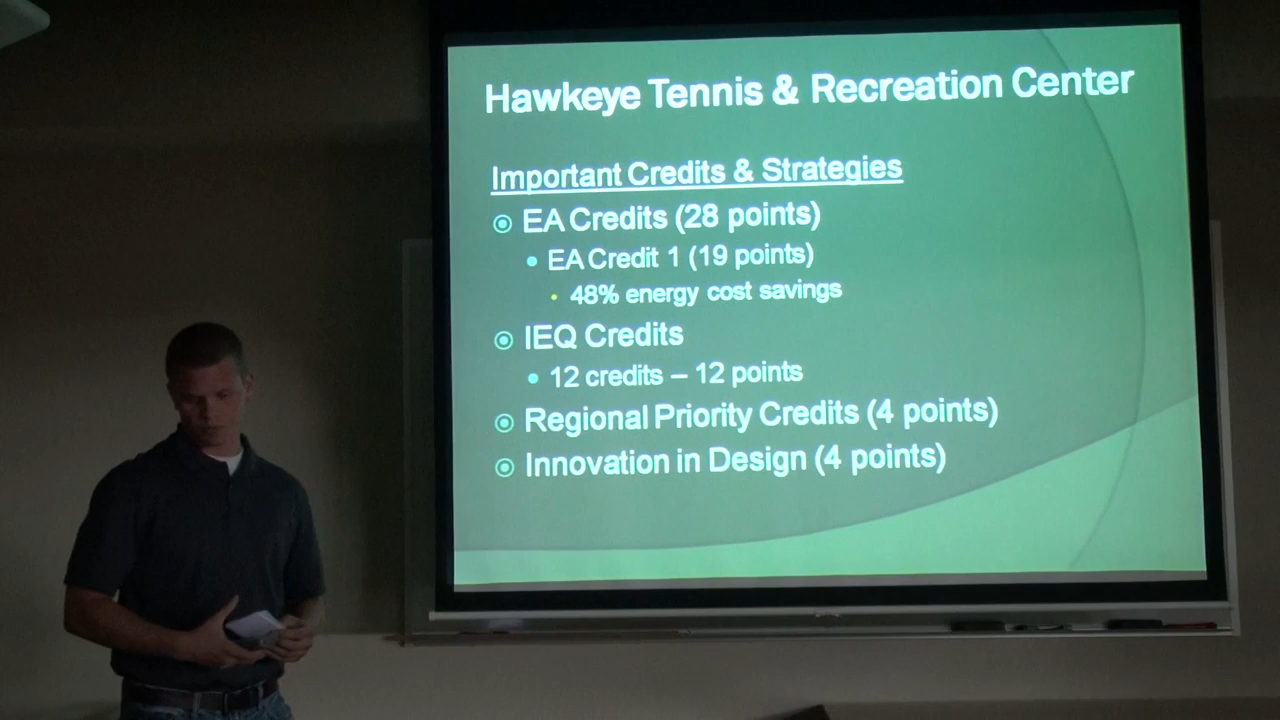 Hawkeye Tennis & Recreation Center
Important Credits & Strategies
EA Credits (28 points)
EA Credit 1 (19 points)
48% energy cost savings
IEQ Credits
12 credits – 12 points
Regional Priority Credits (4 points)
Innovation in Design (4 points)